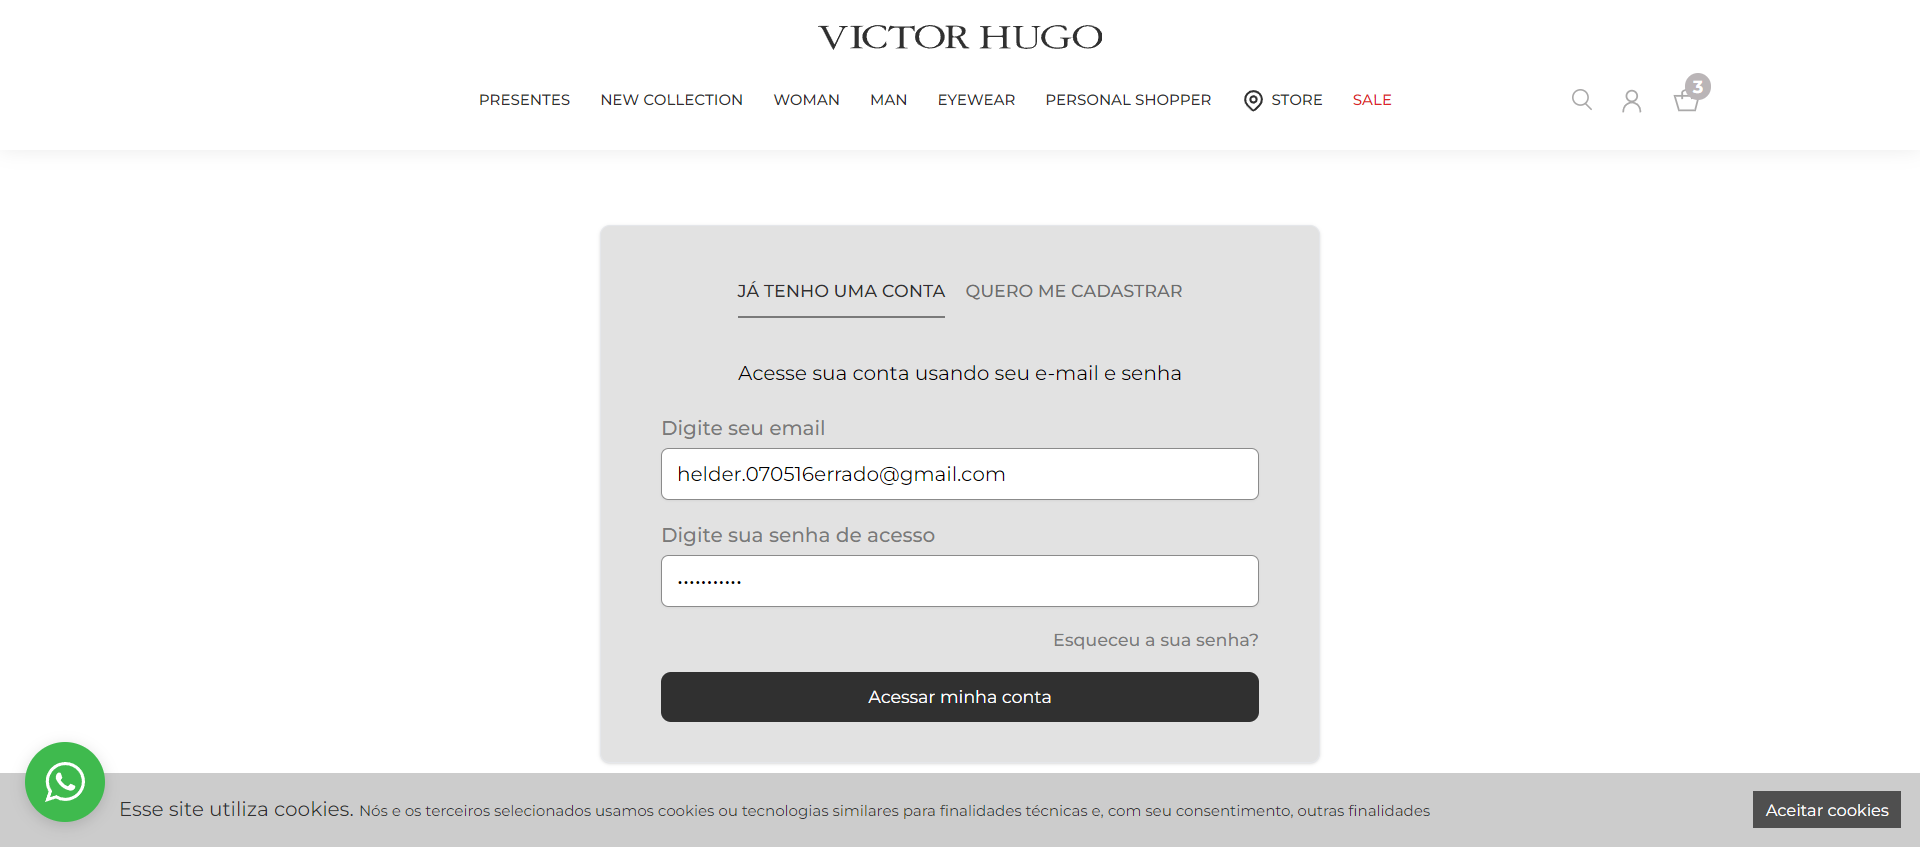 VICTOR HUGO
PRESENTES NEW COLLECTION WOMAN MAN EYEWEAR PERSONAL SHOPPER STORE SALE 3
JÁ TENHO UMA CONTA QUERO ME CADASTRAR
Acesse sua conta usando seu e-mail e senha
Digite seu email
helder.070516errado@gmail.com
Digite sua senha de acesso
···········
Esqueceu a sua senha?
Acessar minha conta
Esse site utiliza cookies. Nós e os terceiros selecionados usamos cookies ou tecnologias similares para finalidades técnicas e, com seu consentimento, outras finalidades
Aceitar cookies